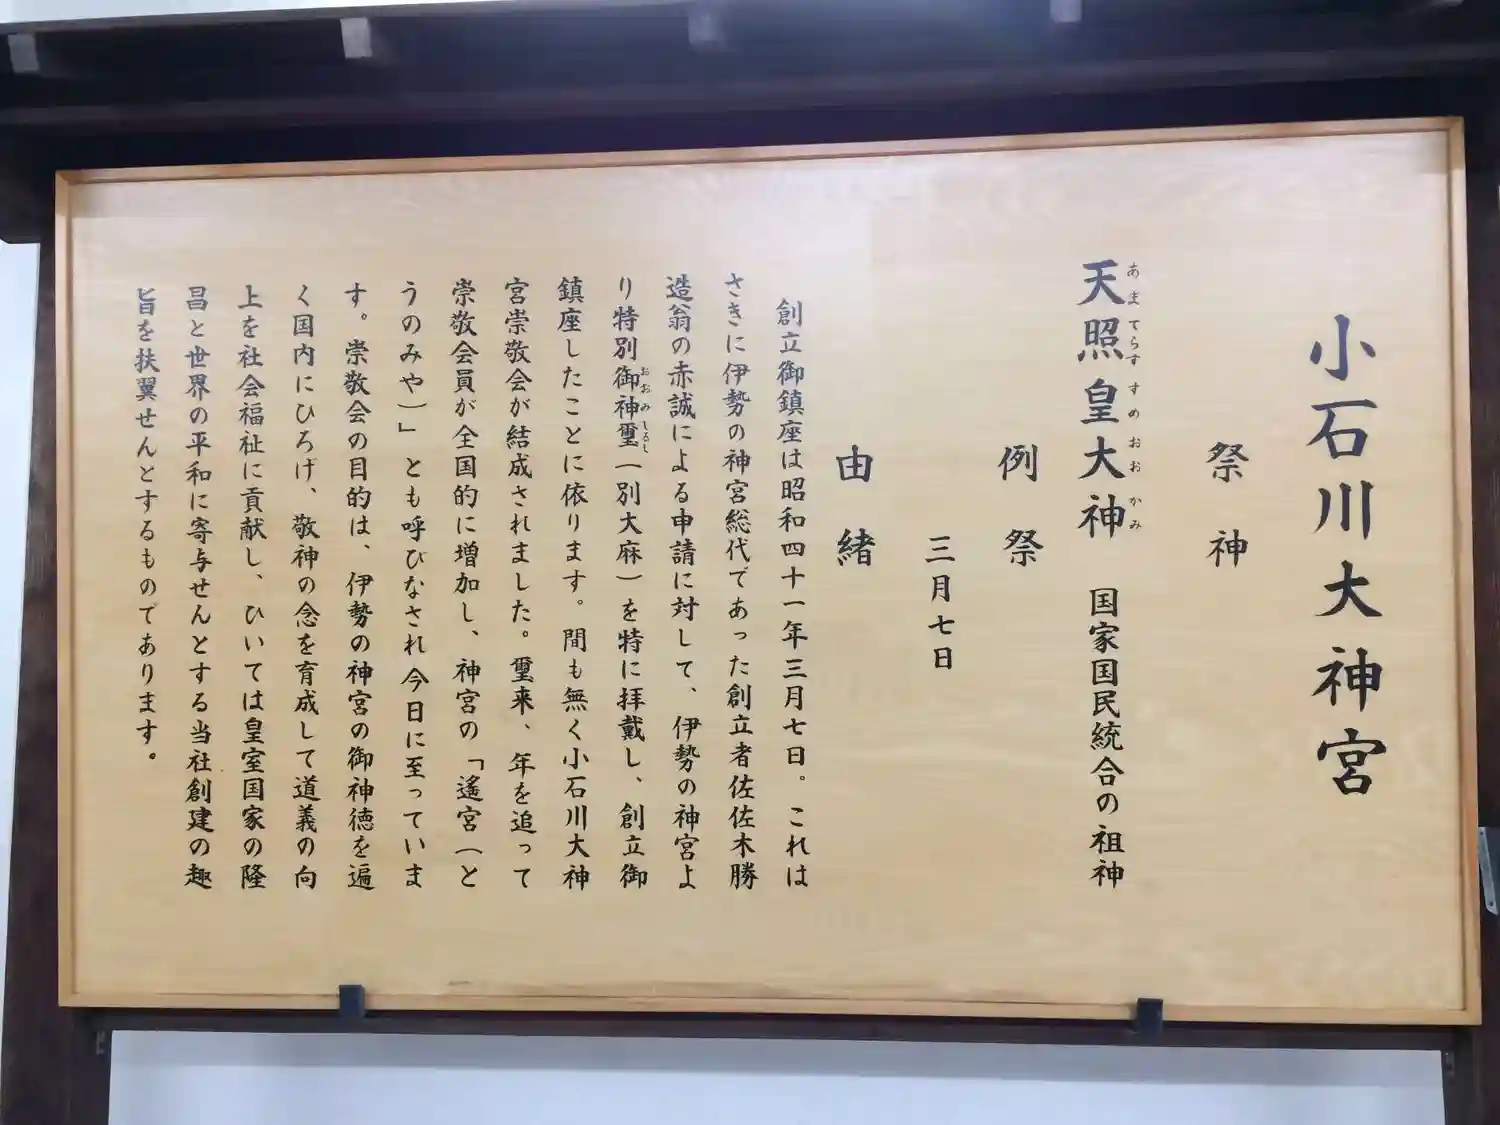 小石川大神宮
祭神
天照皇大神 国家国民統合の祖神
あまてらすすめおおかみ
例祭
三月七日
由緒
創立御鎮座は昭和四十一年三月七日。これは
さきに伊勢の神宮総代であった創立者佐佐木勝
造翁の赤誠による申請に対して、伊勢の神宮よ
り特別御神璽(別大麻)を特に拝戴し、創立御
おおみしるし
鎮座したことに依ります。間も無く小石川大神
宮崇敬会が結成されました。璽来、年を追って
崇敬会員が全国的に増加し、神宮の「遙宮(と
うのみや)」とも呼びなされ今日に至っていま
す。崇敬会の目的は、伊勢の神宮の御神徳を遍
く国内にひろげ、敬神の念を育成して道義の向
上を社会福祉に貢献し、ひいては皇室国家の隆
昌と世界の平和に寄与せんとする当社創建の趣
旨を扶翼せんとするものであります。